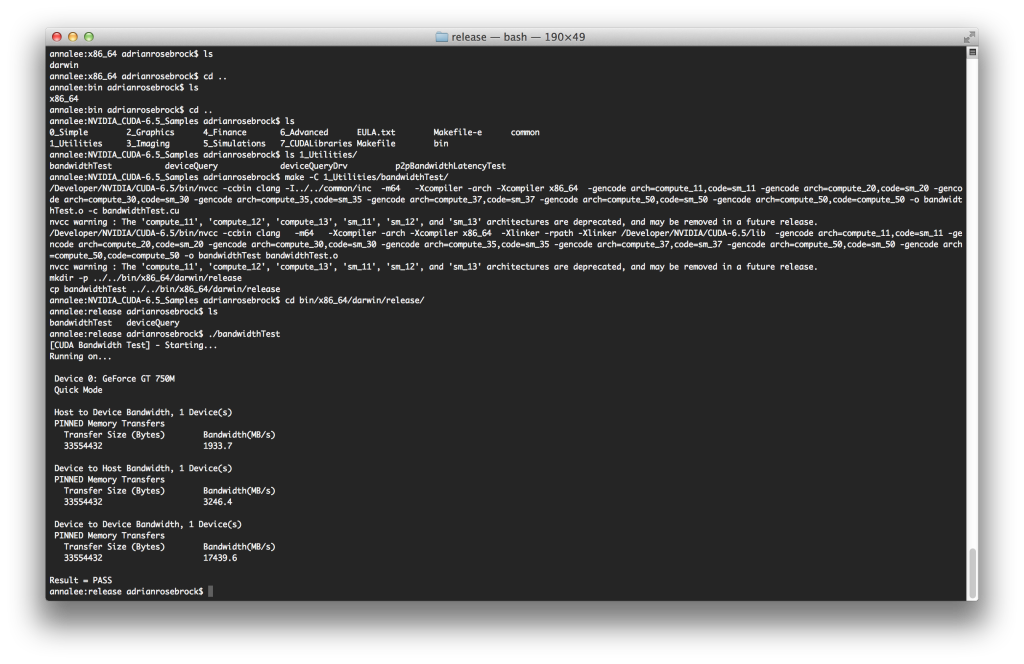 release — bash — 190×49
annalee:x86_64 adrianrosebrock$ ls
darwin
annalee:x86_64 adrianrosebrock$ cd ..
annalee:bin adrianrosebrock$ ls
x86_64
annalee:bin adrianrosebrock$ cd ..
annalee:NVIDIA_CUDA-6.5_Samples adrianrosebrock$ ls
0_Simple 2_Graphics 4_Finance 6_Advanced EULA.txt Makefile-e common
1_Utilities 3_Imaging 5_Simulations 7_CUDALibraries Makefile bin
annalee:NVIDIA_CUDA-6.5_Samples adrianrosebrock$ ls 1_Utilities/
bandwidthTest deviceQuery deviceQueryDrv p2pBandwidthLatencyTest
annalee:NVIDIA_CUDA-6.5_Samples adrianrosebrock$ make -C 1_Utilities/bandwidthTest/
/Developer/NVIDIA/CUDA-6.5/bin/nvcc -ccbin clang -I../../common/inc -m64 -Xcompiler -arch -Xcompiler x86_64 -gencode arch=compute_11,code=sm_11 -gencode arch=compute_20,code=sm_20 -genco
de arch=compute_30,code=sm_30 -gencode arch=compute_35,code=sm_35 -gencode arch=compute_37,code=sm_37 -gencode arch=compute_50,code=sm_50 -gencode arch=compute_50,code=compute_50 -o bandwidt
hTest.o -c bandwidthTest.cu
nvcc warning : The 'compute_11', 'compute_12', 'compute_13', 'sm_11', 'sm_12', and 'sm_13' architectures are deprecated, and may be removed in a future release.
/Developer/NVIDIA/CUDA-6.5/bin/nvcc -ccbin clang -m64 -Xcompiler -arch -Xcompiler x86_64 -Xlinker -rpath -Xlinker /Developer/NVIDIA/CUDA-6.5/lib -gencode arch=compute_11,code=sm_11 -ge
ncode arch=compute_20,code=sm_20 -gencode arch=compute_30,code=sm_30 -gencode arch=compute_35,code=sm_35 -gencode arch=compute_37,code=sm_37 -gencode arch=compute_50,code=sm_50 -gencode arch
=compute_50,code=compute_50 -o bandwidthTest bandwidthTest.o
nvcc warning : The 'compute_11', 'compute_12', 'compute_13', 'sm_11', 'sm_12', and 'sm_13' architectures are deprecated, and may be removed in a future release.
mkdir -p ../../bin/x86_64/darwin/release
cp bandwidthTest ../../bin/x86_64/darwin/release
annalee:NVIDIA_CUDA-6.5_Samples adrianrosebrock$ cd bin/x86_64/darwin/release/
annalee:release adrianrosebrock$ ls
bandwidthTest deviceQuery
annalee:release adrianrosebrock$ ./bandwidthTest
[CUDA Bandwidth Test] - Starting...
Running on...
Device 0: GeForce GT 750M
Quick Mode
Host to Device Bandwidth, 1 Device(s)
PINNED Memory Transfers
Transfer Size (Bytes) Bandwidth(MB/s)
33554432 1933.7
Device to Host Bandwidth, 1 Device(s)
PINNED Memory Transfers
Transfer Size (Bytes) Bandwidth(MB/s)
33554432 3246.4
Device to Device Bandwidth, 1 Device(s)
PINNED Memory Transfers
Transfer Size (Bytes) Bandwidth(MB/s)
33554432 17439.6
Result = PASS
annalee:release adrianrosebrock$